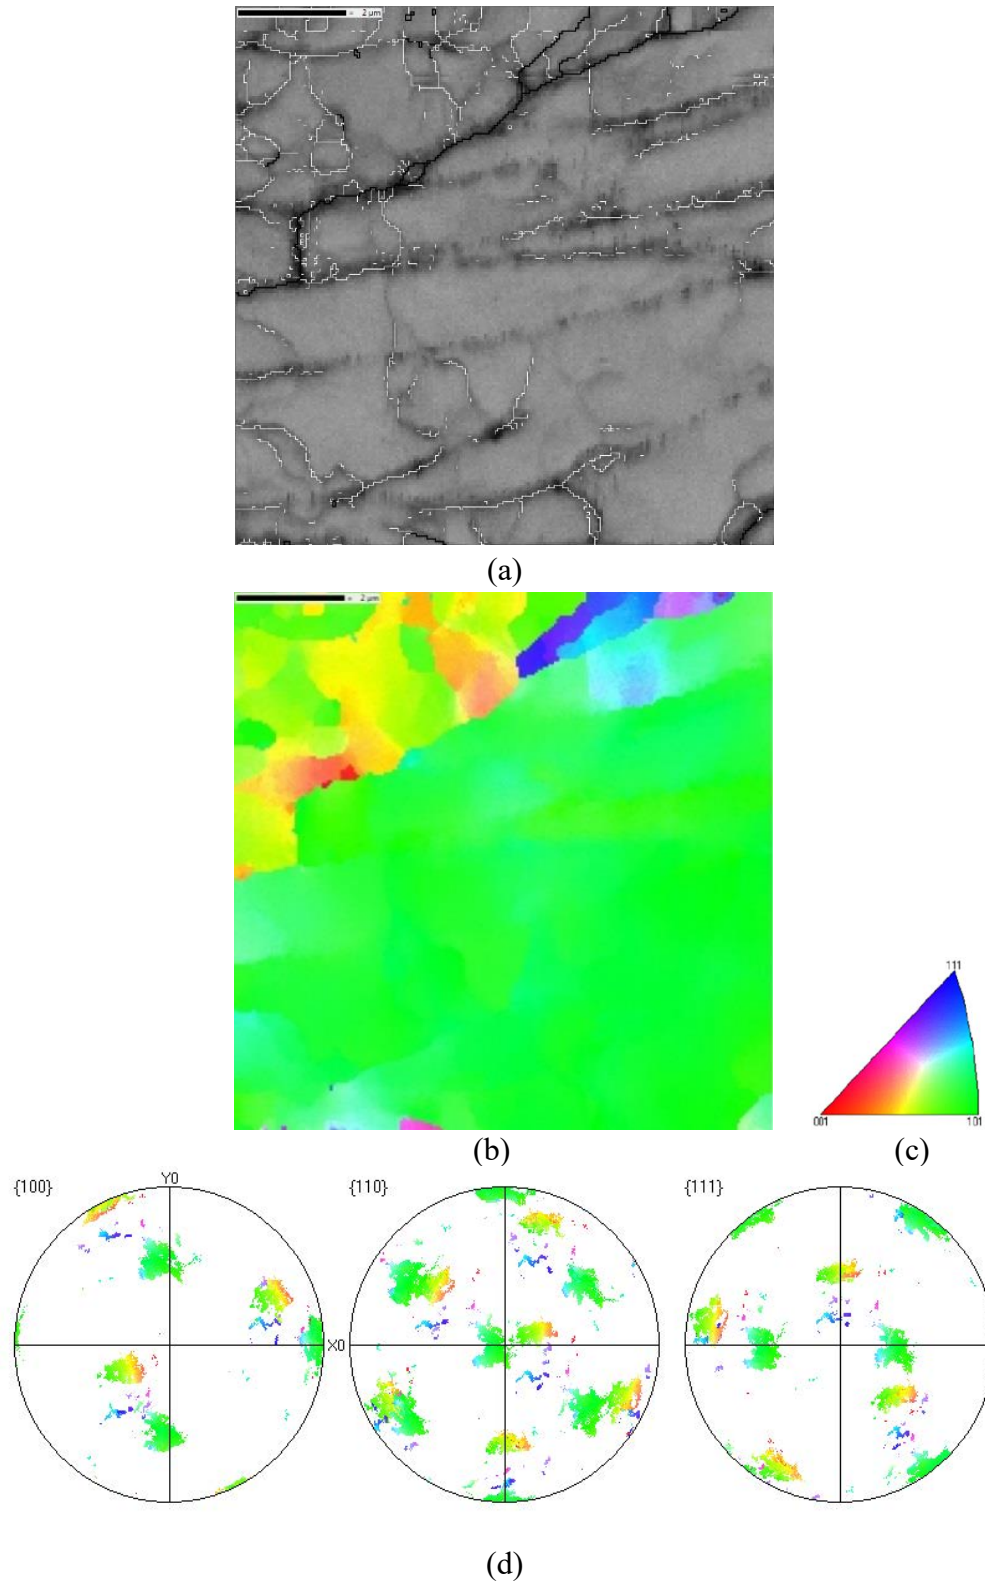 = 2 µm
(a)
= 2 µm
(b)
111
001
101
(c)
{100}
Y0
X0
{110}
{111}
(d)